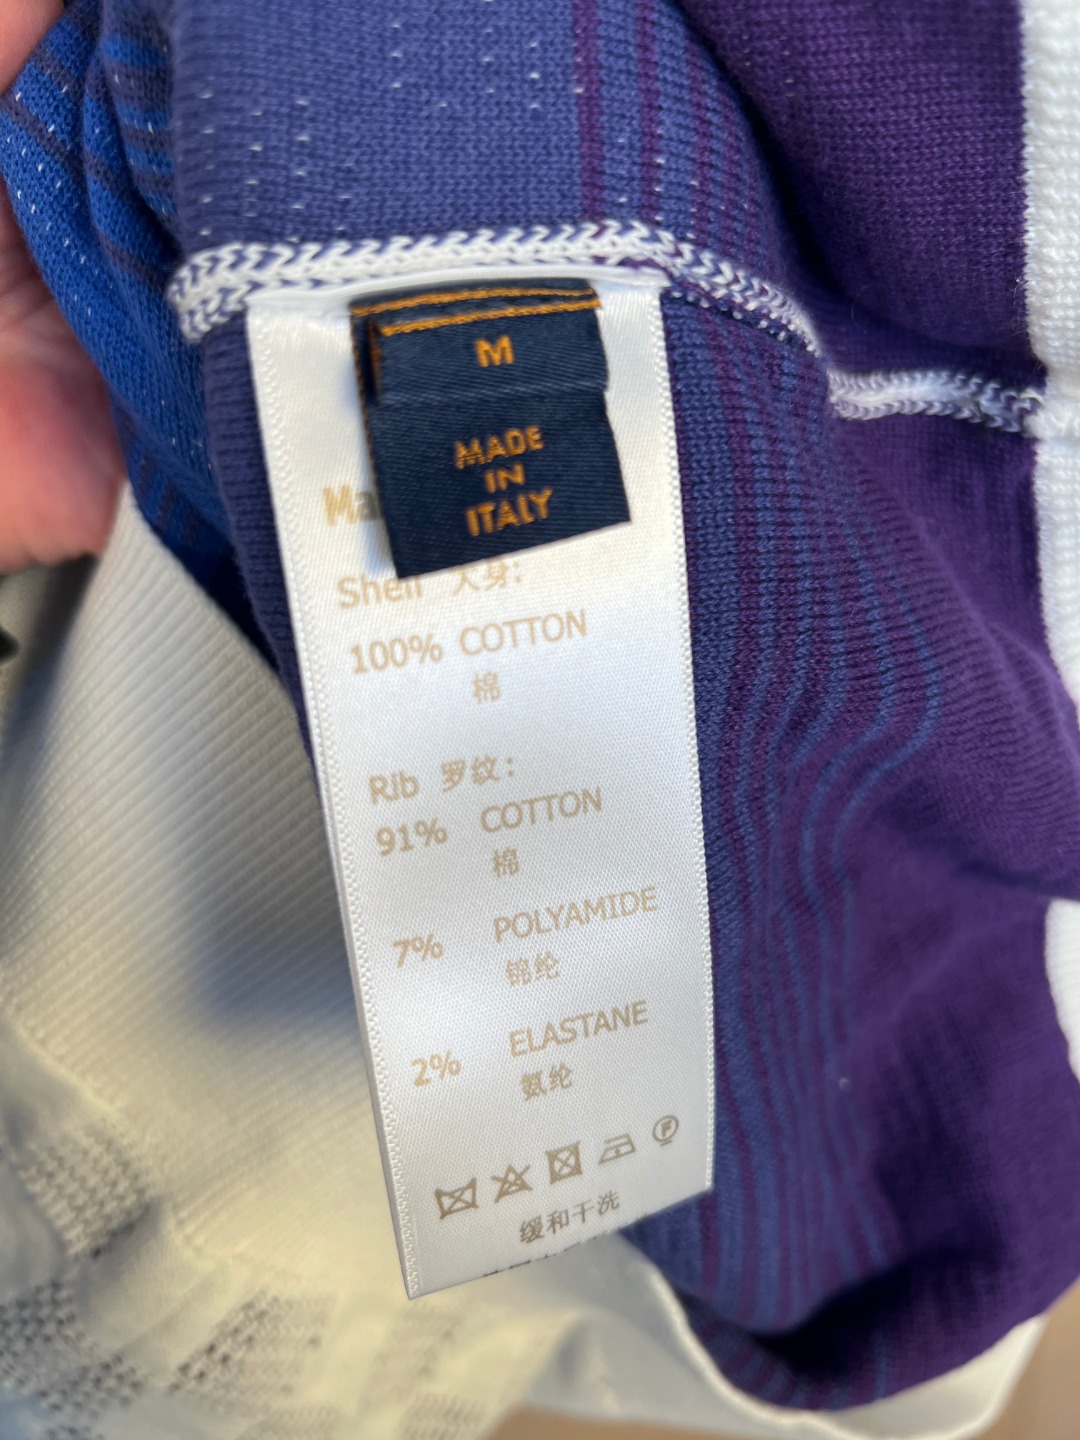 M
MADE
IN
ITALY
Shell 大身:
100% COTTON
棉
Rib 罗纹:
91% COTTON
棉
7% POLYAMIDE
锦纶
2% ELASTANE
氨纶
F
缓和干洗